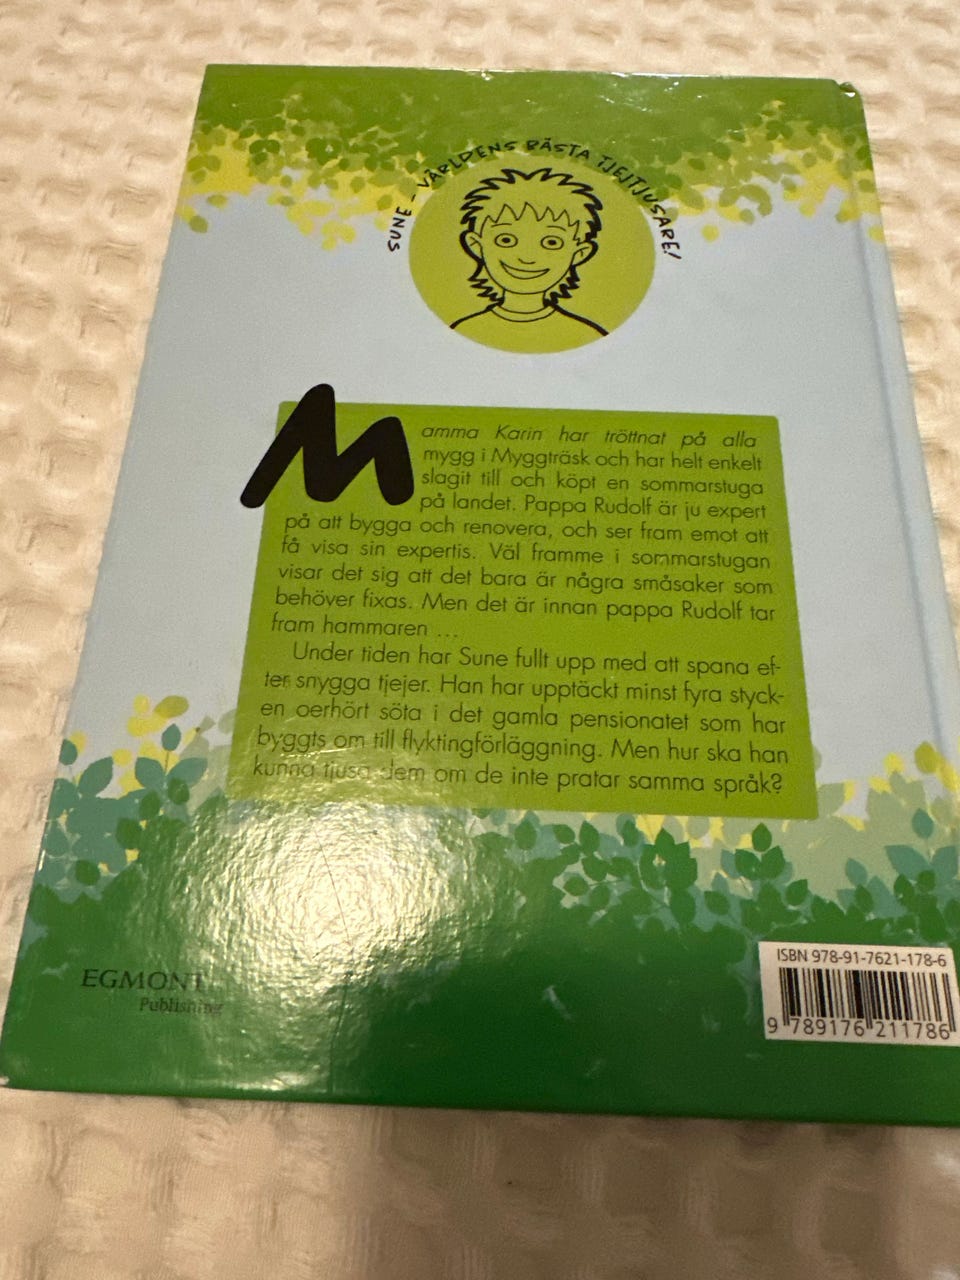 SUNE – VÄRLDENS BÄSTA TJEJTJUSARE!
Mamma Karin har tröttnat på alla
mygg i Myggträsk och har helt enkelt
slagit till och köpt en sommarstuga
på landet. Pappa Rudolf är ju expert
på att bygga och renovera, och ser fram emot att
få visa sin expertis. Väl framme i sommarstugan
visar det sig att det bara är några småsaker som
behöver fixas. Men det är innan pappa Rudolf tar
fram hammaren ...
Under tiden har Sune fullt upp med att spana ef-
ter snygga tjejer. Han har upptäckt minst fyra styck-
en oerhört söta i det gamla pensionatet som har
byggts om till flyktingförläggning. Men hur ska han
kunna tjusa dem om de inte pratar samma språk?
EGMONT
Publishing
ISBN 978-91-7621-178-6
9 789176 211786